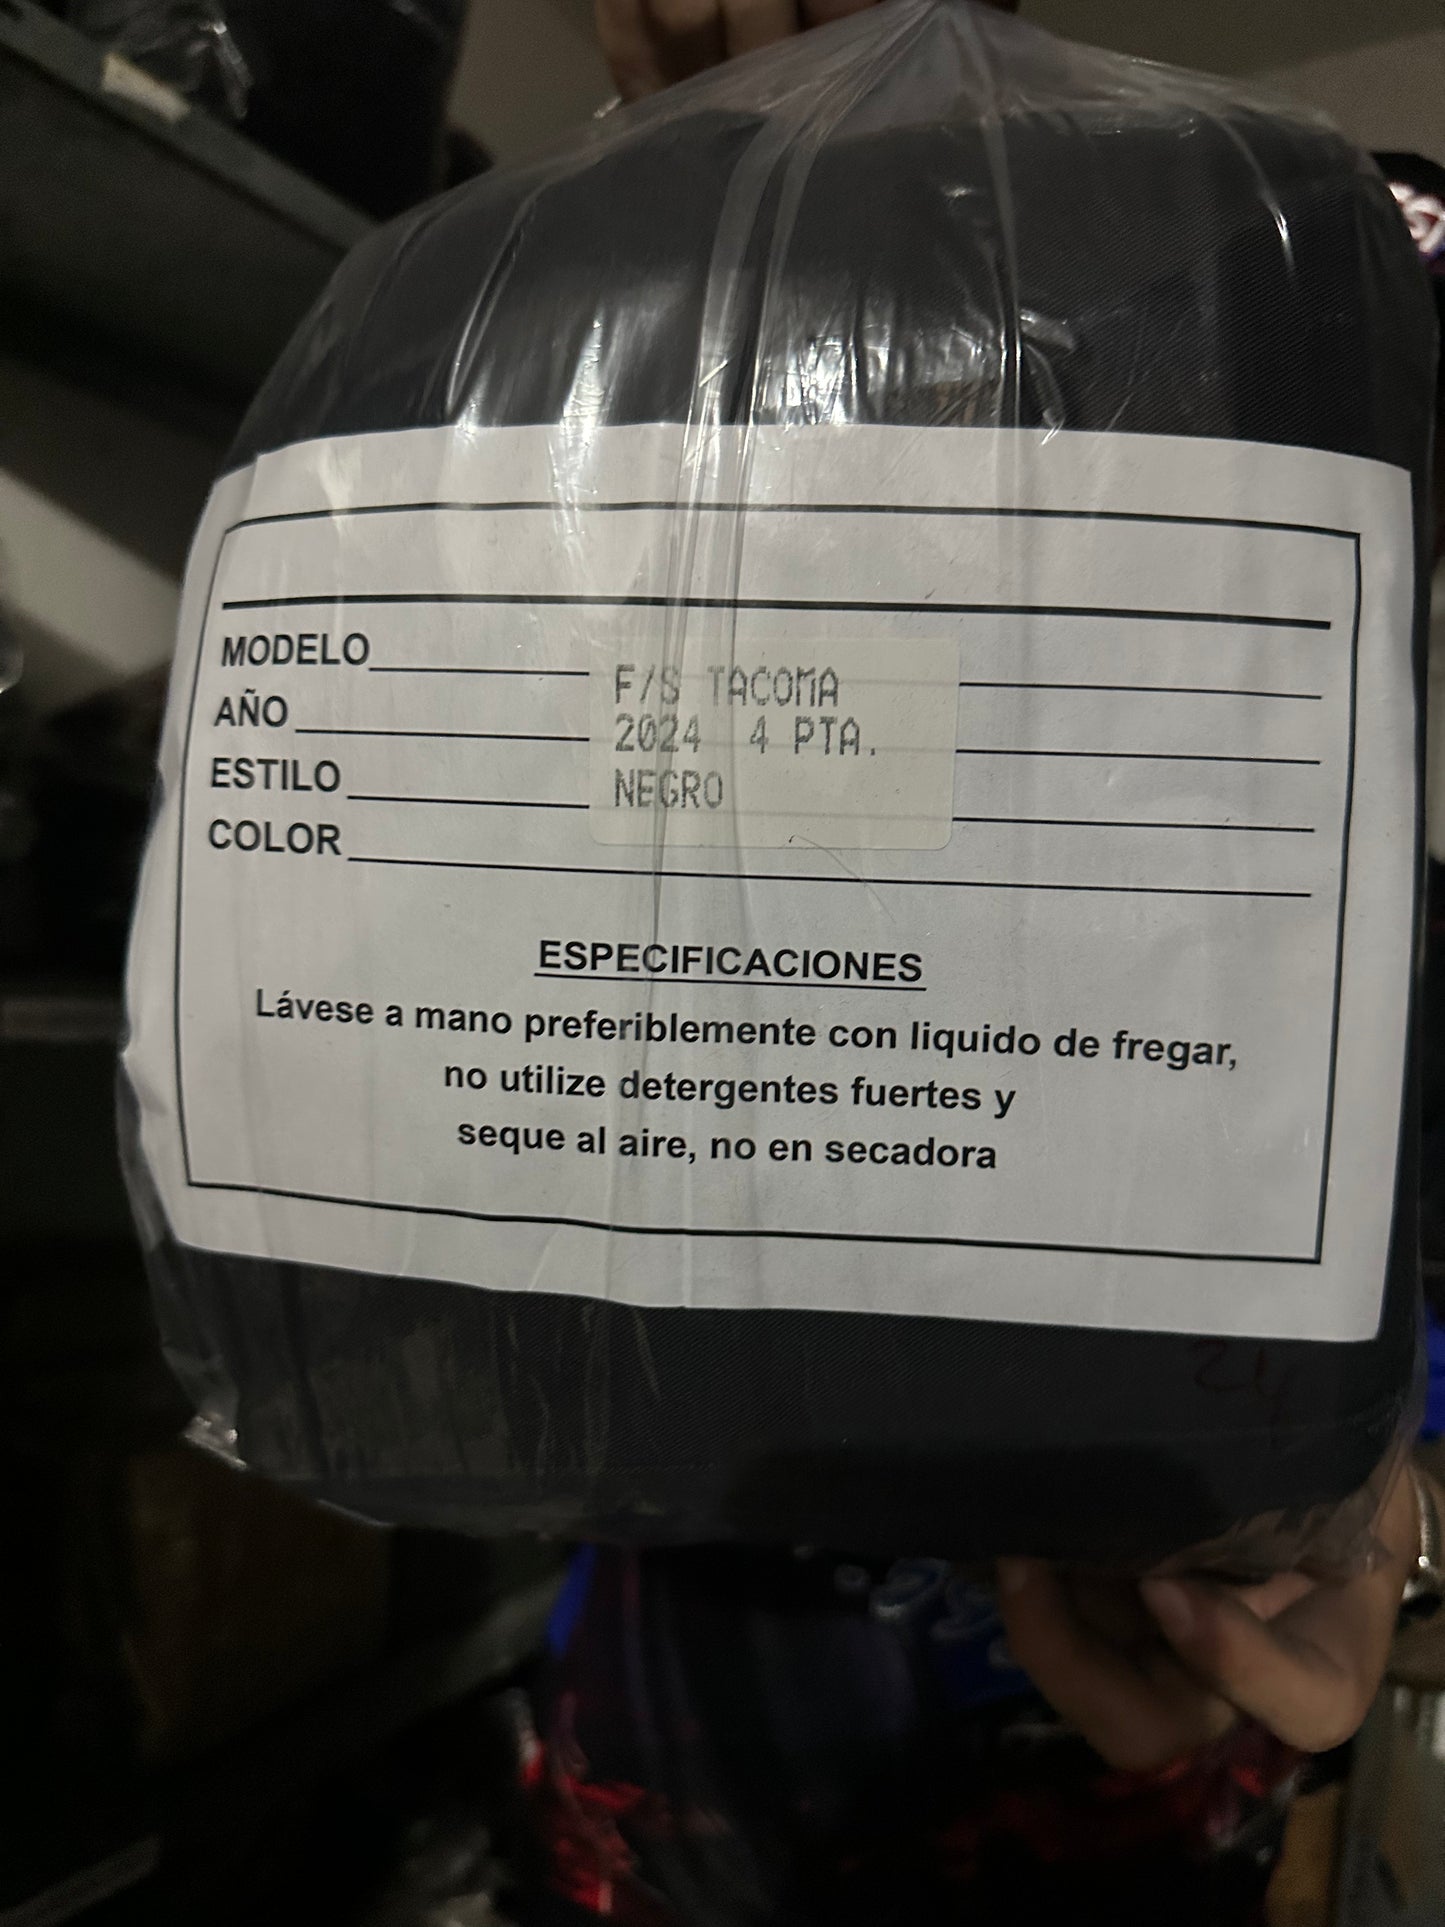 MODELO
F/S TACOMA
AÑO
2024 4 PTA.
ESTILO
NEGRO
COLOR
ESPECIFICACIONES
Lávese a mano preferiblemente con liquido de fregar,
no utilize detergentes fuertes y
seque al aire, no en secadora
24